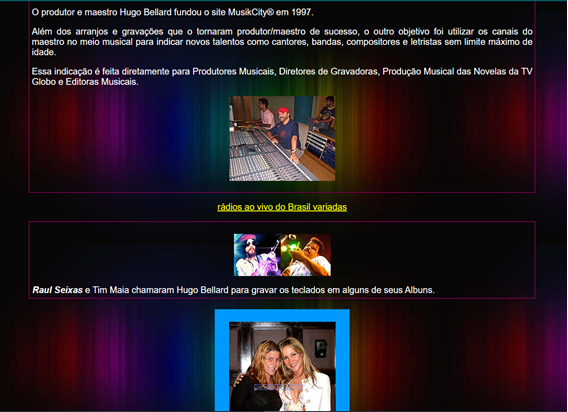 O produtor e maestro Hugo Bellard fundou o site MusikCity® em 1997.
Além dos arranjos e gravações que o tornaram produtor/maestro de sucesso, o outro objetivo foi utilizar os canais do
maestro no meio musical para indicar novos talentos como cantores, bandas, compositores e letristas sem limite máximo de
idade.
Essa indicação é feita diretamente para Produtores Musicais, Diretores de Gravadoras, Produção Musical das Novelas da TV
Globo e Editoras Musicais.
rádios ao vivo do Brasil variadas
Raul Seixas e Tim Maia chamaram Hugo Bellard para gravar os teclados em alguns de seus Albuns.